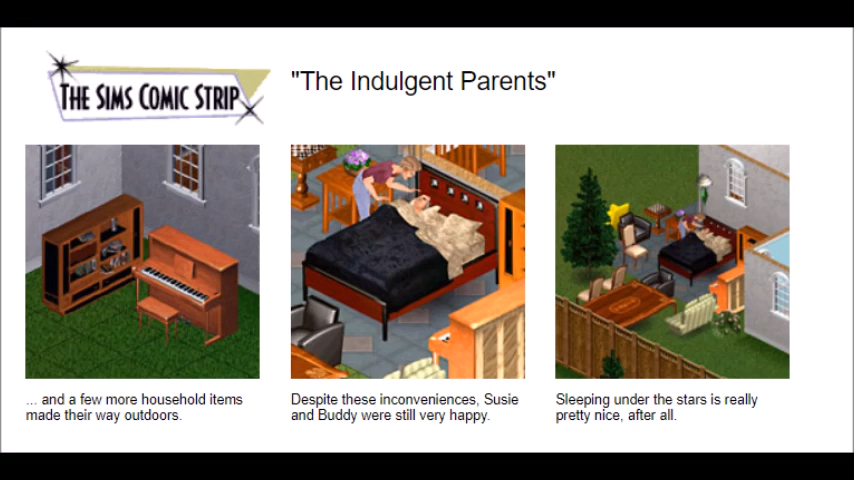 THE SIMS COMIC STRIP
"The Indulgent Parents"
... and a few more household items
made their way outdoors.
Despite these inconveniences, Susie
and Buddy were still very happy.
Sleeping under the stars is really
pretty nice, after all.